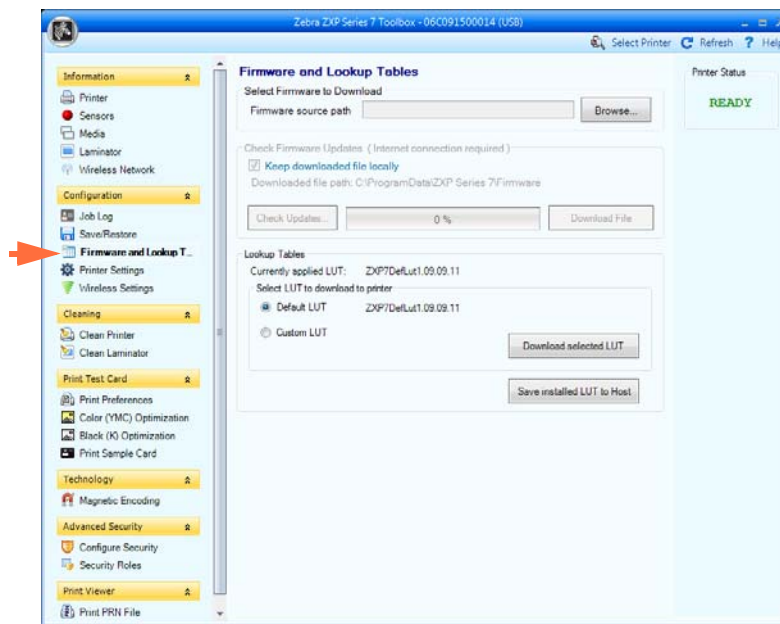 Zebra ZXP Series 7 Toolbox - 06C091500014 (USB)
Select Printer Refresh ? Help
Information
Printer
Sensors
Media
Laminator
Wireless Network
Configuration
Job Log
Save/Restore
Firmware and Lookup T...
Printer Settings
Wireless Settings
Cleaning
Clean Printer
Clean Laminator
Print Test Card
Print Preferences
Color (YMC) Optimization
Black (K) Optimization
Print Sample Card
Technology
Magnetic Encoding
Advanced Security
Configure Security
Security Roles
Print Viewer
Print PRN File
Firmware and Lookup Tables
Select Firmware to Download
Firmware source path
Browse...
Check Firmware Updates (Internet connection required)
Keep downloaded file locally
Downloaded file path: C:\ProgramData\ZXP Series 7\Firmware
Check Updates...
0 %
Download File
Lookup Tables
Currently applied LUT: ZXP7DefLut1.09.09.11
Select LUT to download to printer
Default LUT ZXP7DefLut1.09.09.11
Custom LUT
Download selected LUT
Save installed LUT to Host
Printer Status
READY